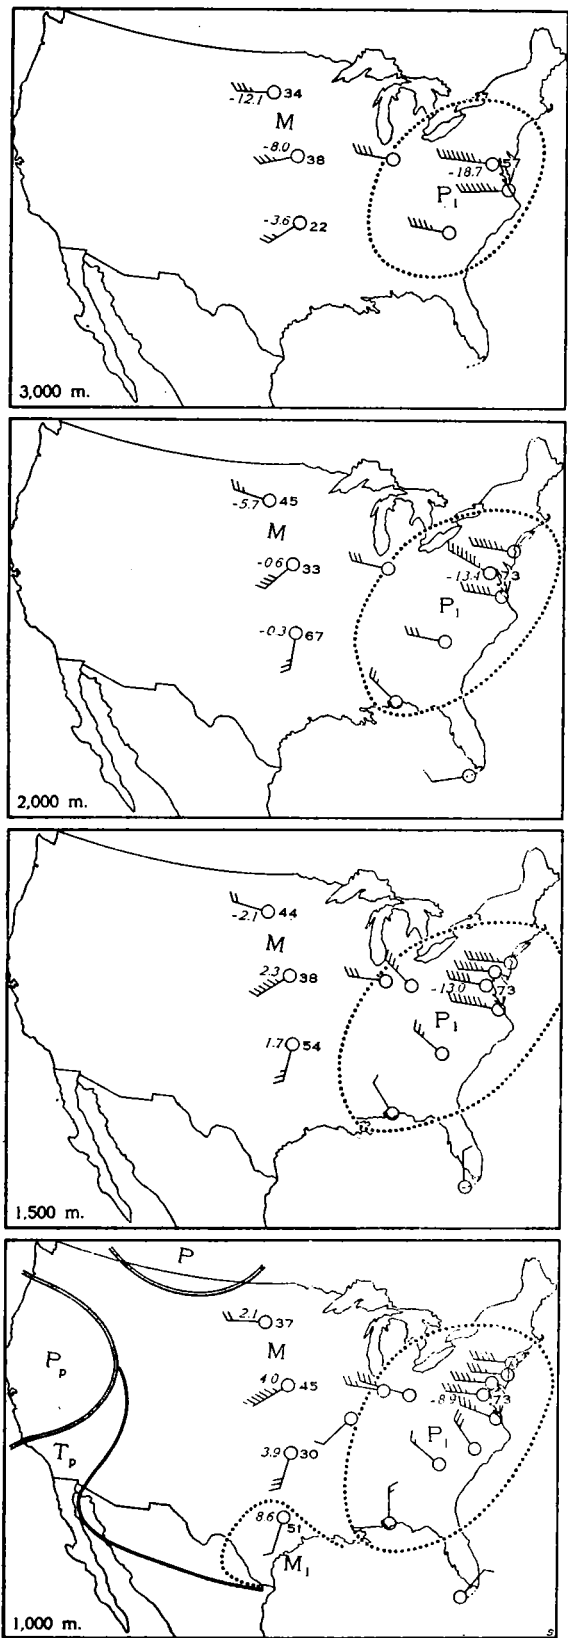 -12.1 34
M
-8.0 38
-18.7 57
-3.6 22
P₁
3,000 m.
-5.7 45
M
-0.6 33
-13.4 73
P₁
-0.3 67
2,000 m.
-2.1 44
M
2.3 38
-13.0 73
P₁
1.7 54
1,500 m.
P
2.1 37
M
Pₚ
4.0 45
-8.9 73
P₁
Tₚ
3.9 30
8.6 51
M₁
1,000 m.
S